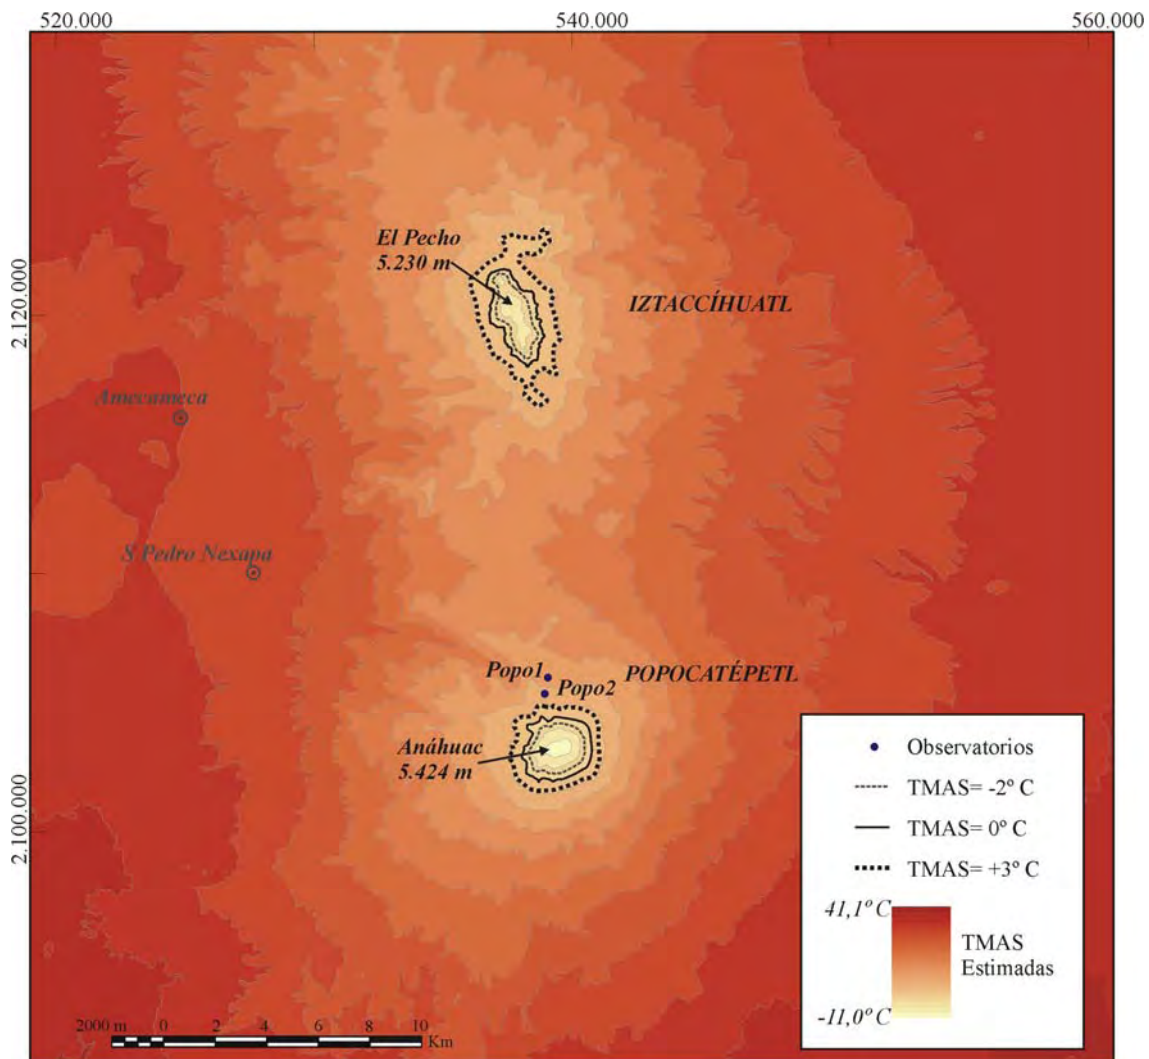 520.000 540.000 560.000
El Pecho
5.230 m
IZTACCÍHUATL
2.120.000
Amecameca
S.Pedro Nexapa
Popo1
POPOCATÉPETL
Popo2
Anáhuac
5.424 m
2.100.000
Observatorios
TMAS= -2º C
TMAS= 0º C
TMAS= +3º C
41,1º C
TMAS
Estimadas
-11,0º C
2000 m 0 2 4 6 8 10
Km